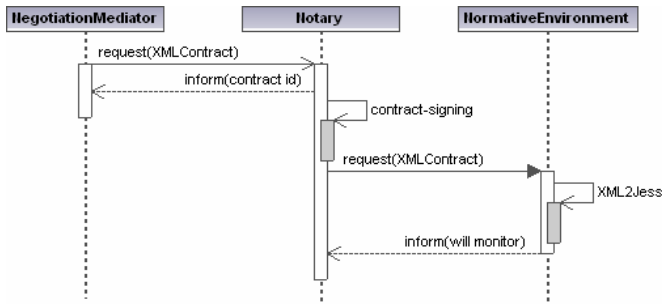 NegotiationMediator
Notary
NormativeEnvironment
request(XMLContract)
inform(contract id)
contract-signing
request(XMLContract)
XML2Jess
inform(will monitor)